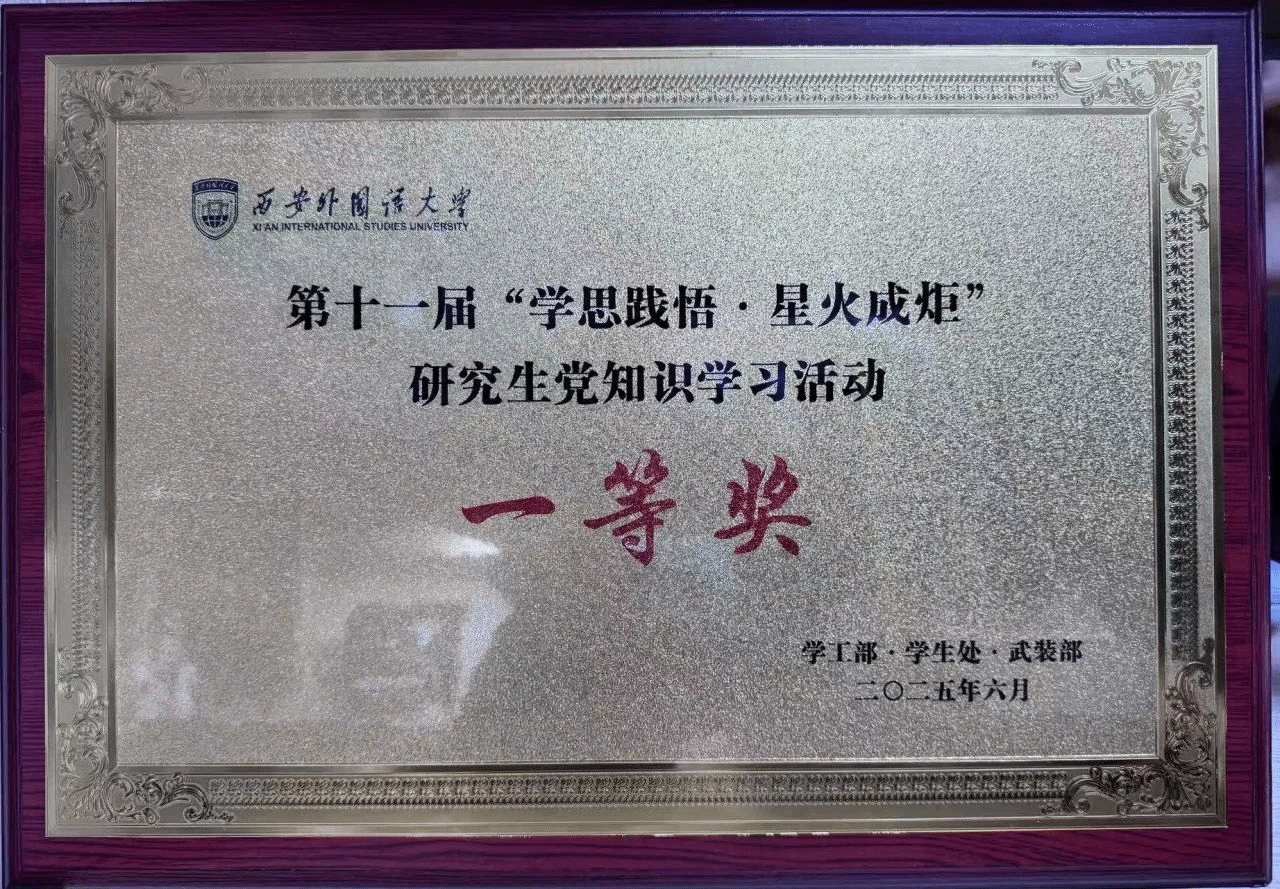 西安外国语大学
XI'AN INTERNATIONAL STUDIES UNIVERSITY
第十一届“学思践悟·星火成炬”
研究生党知识学习活动
一等奖
学工部·学生处·武装部
二〇二五年六月